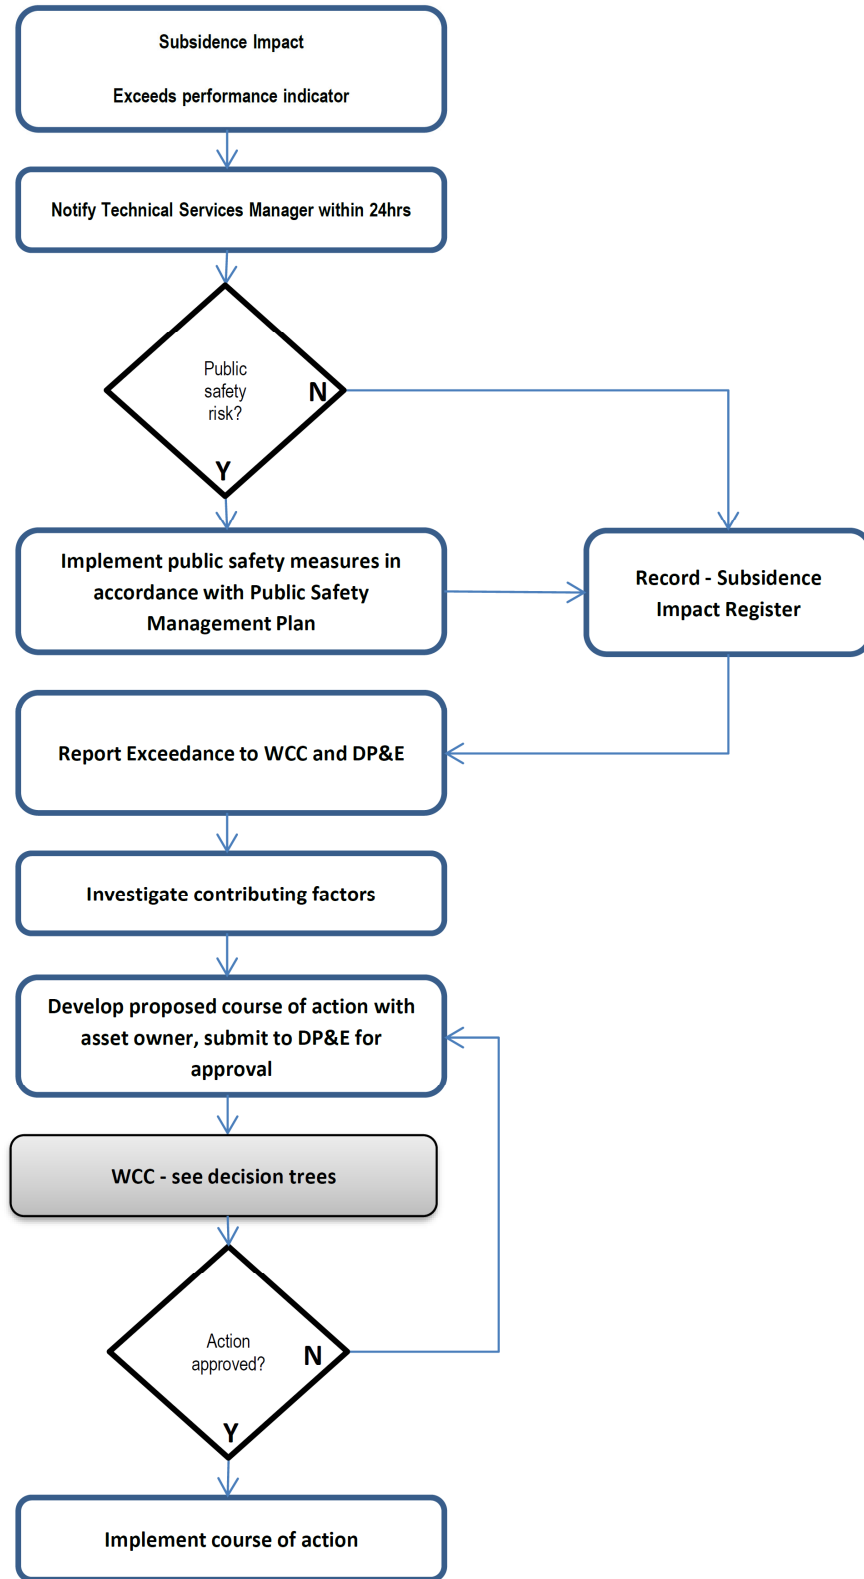 Subsidence Impact
Exceeds performance indicator
Notify Technical Services Manager within 24hrs
Public
safety
risk?
N
Y
Implement public safety measures in
accordance with Public Safety
Management Plan
Record - Subsidence
Impact Register
Report Exceedance to WCC and DP&E
Investigate contributing factors
Develop proposed course of action with
asset owner, submit to DP&E for
approval
WCC - see decision trees
Action
approved?
N
Y
Implement course of action